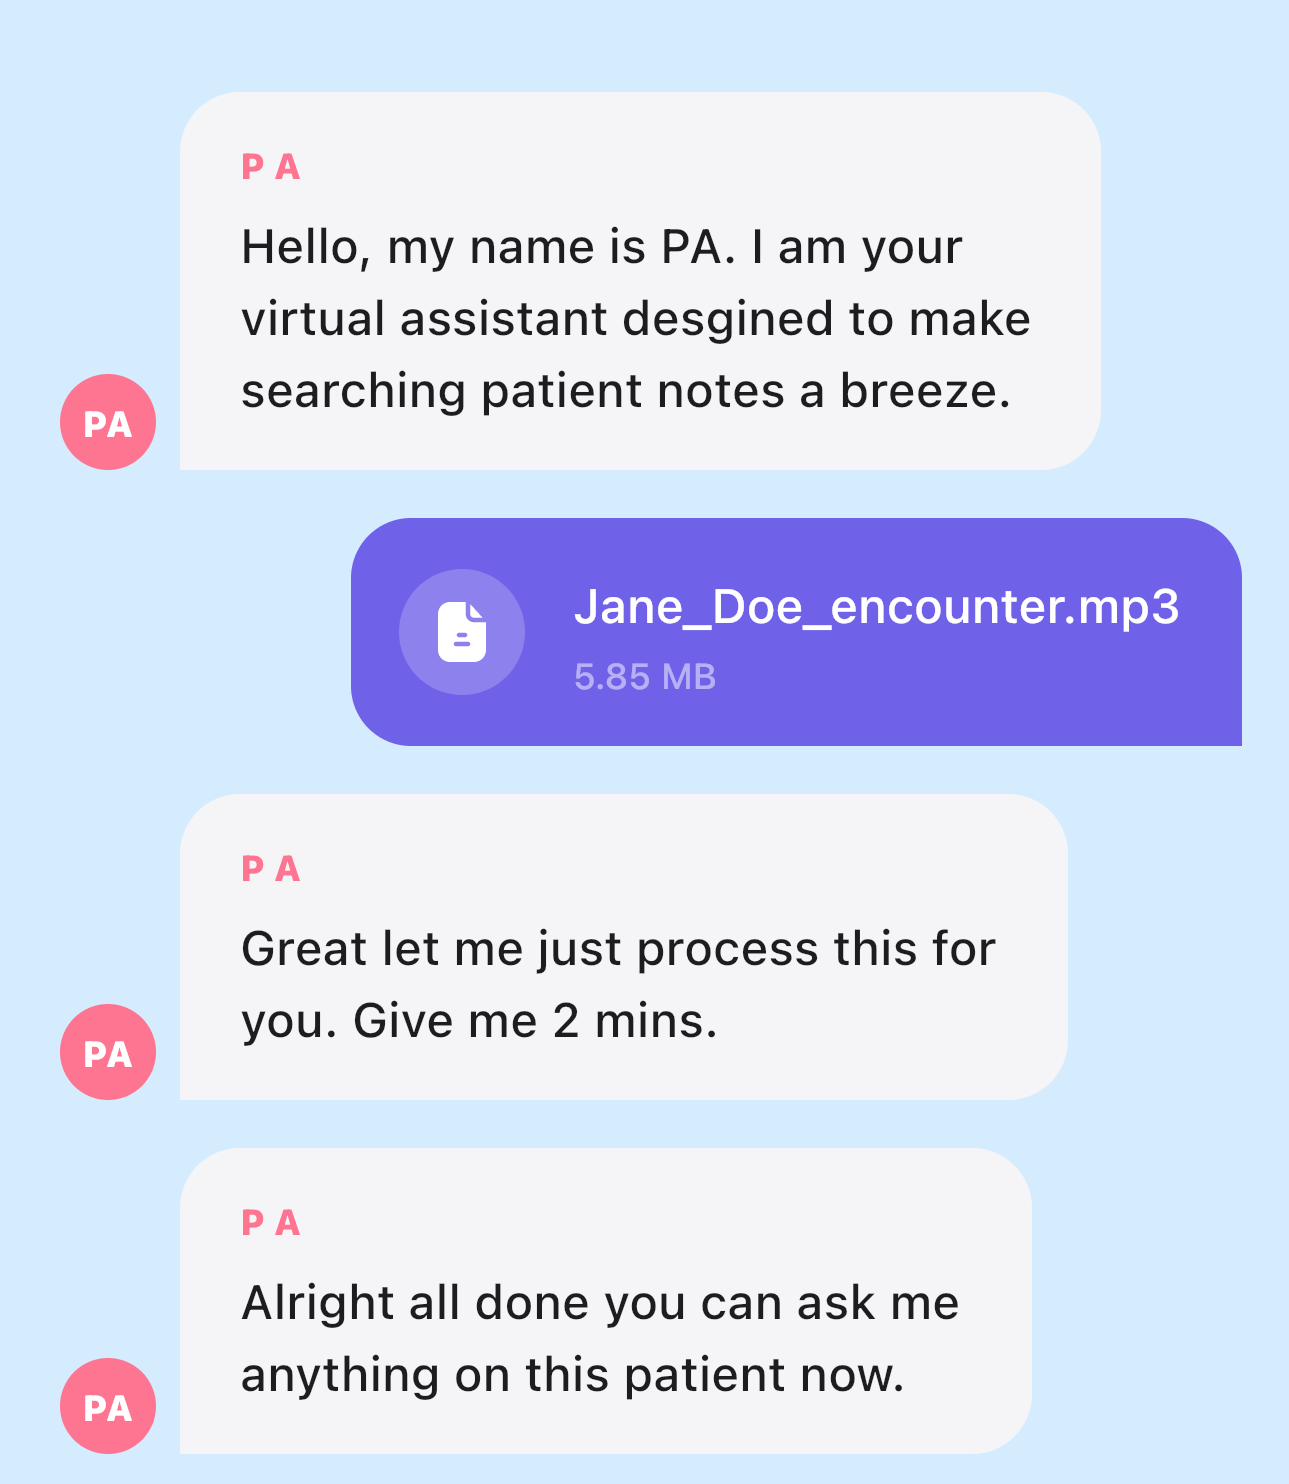 P A
Hello, my name is PA. I am your
virtual assistant desgined to make
searching patient notes a breeze.
PA
Jane_Doe_encounter.mp3
5.85 MB
P A
Great let me just process this for
you. Give me 2 mins.
PA
P A
Alright all done you can ask me
anything on this patient now.
PA